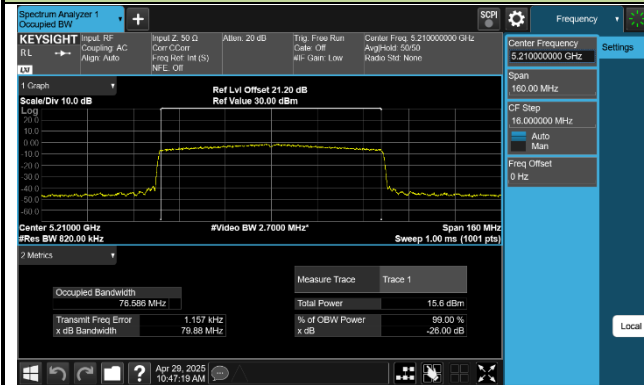 Spectrum Analyzer 1
Occupied BW
SCPI
Frequency
KEYSIGHT
RL
LXI
Input: RF
Coupling: AC
Align: Auto
Input Z: 50 Ω
Corr CCorr
Freq Ref: Int (S)
NFE: Off
Atten: 20 dB
Trig: Free Run
Gate: Off
#IF Gain: Low
Center Freq: 5.210000000 GHz
Avg|Hold: 50/50
Radio Std: None
Center Frequency
5.210000000 GHz
Settings
Span
160.00 MHz
CF Step
16.000000 MHz
Auto
Man
Freq Offset
0 Hz
1 Graph
Scale/Div 10.0 dB
Ref Lvl Offset 21.20 dB
Ref Value 30.00 dBm
Log
20.0
10.0
0.00
-10.0
-20.0
-30.0
-40.0
-50.0
-60.0
Center 5.21000 GHz
#Res BW 820.00 kHz
#Video BW 2.7000 MHz*
Span 160 MHz
Sweep 1.00 ms (1001 pts)
2 Metrics
Measure Trace
Trace 1
Occupied Bandwidth
76.586 MHz
Total Power
15.6 dBm
Transmit Freq Error
1.157 kHz
% of OBW Power
99.00 %
x dB Bandwidth
79.88 MHz
x dB
-26.00 dB
Local
Apr 29, 2025
10:47:19 AM